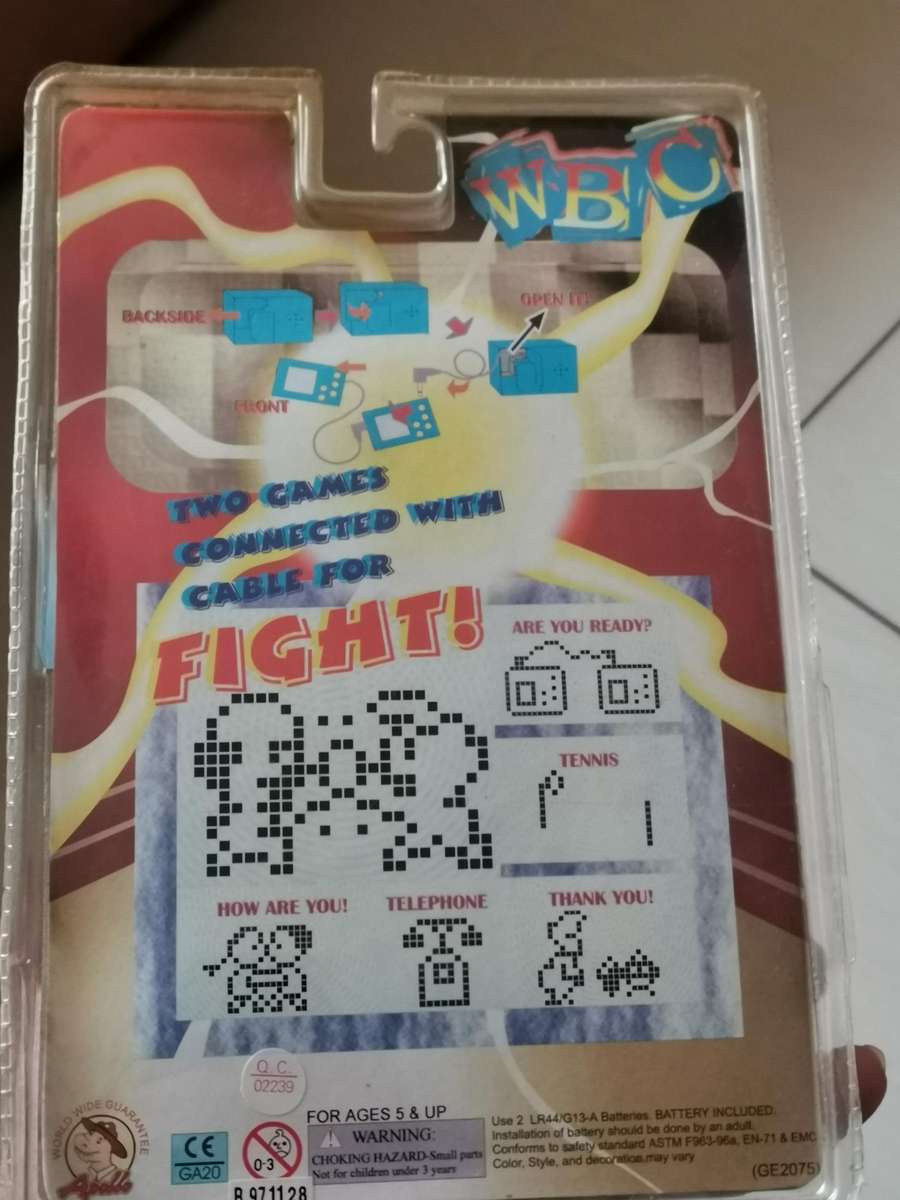 WBC
BACKSIDE
OPEN IT!
FRONT
TWO GAMES
CONNECTED WITH
CABLE FOR
FIGHT!
ARE YOU READY?
TENNIS
HOW ARE YOU!
TELEPHONE
THANK YOU!
Q.C.
02239
WORLD WIDE GUARANTEE
Apollo
CE
GA20
0-3
B 971128
FOR AGES 5 & UP
WARNING:
CHOKING HAZARD-Small parts
Not for children under 3 years
Use 2 LR44/G13-A Batteries. BATTERY INCLUDED.
Installation of battery should be done by an adult.
Conforms to safety standard ASTM F963-96a, EN-71 & EMC
Color, Style, and decoration may vary
(GE2075)